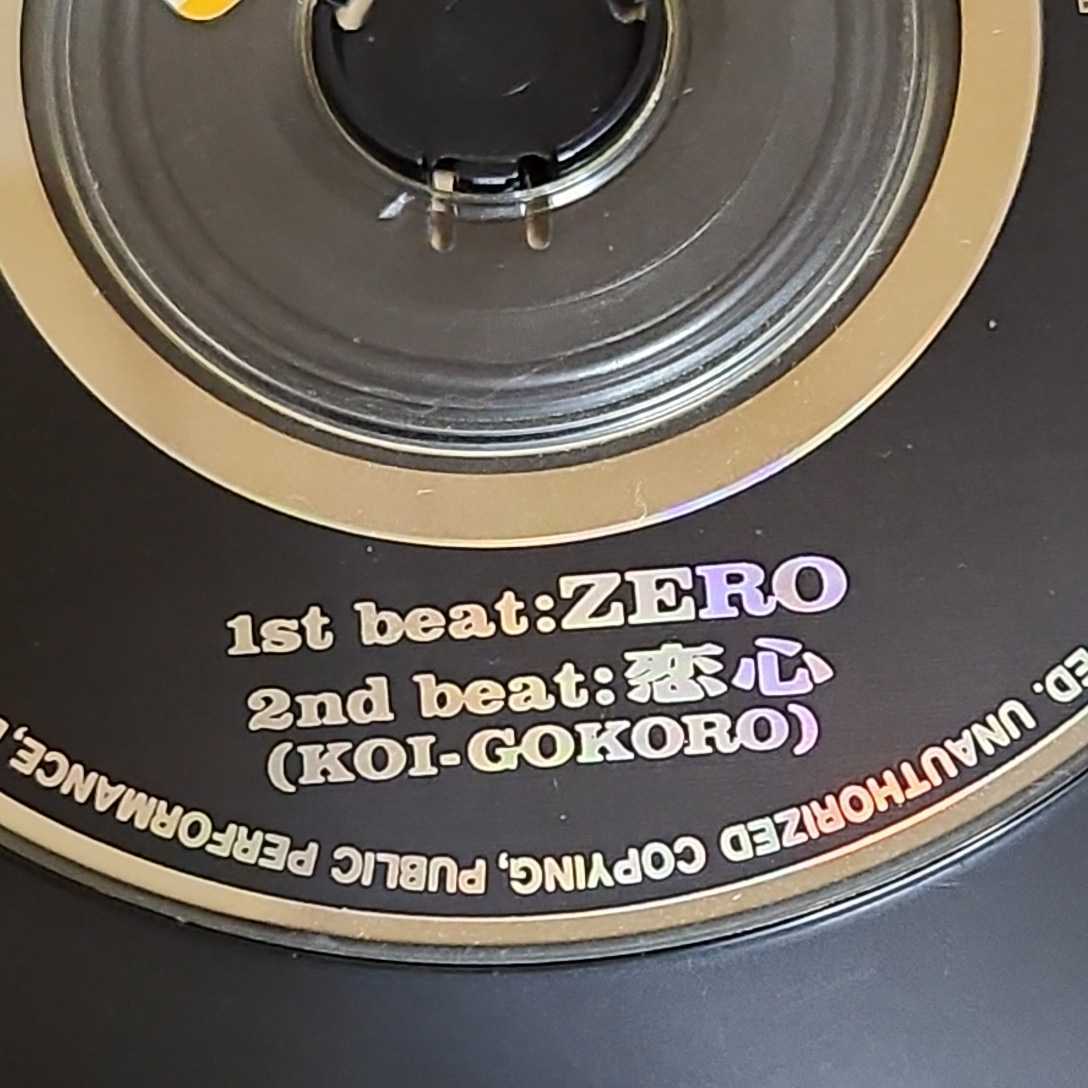 1st beat:ZERO
2nd beat:恋心
(KOI-GOKORO)
ED. UNAUTHORIZED COPYING, PUBLIC PERFORMANCE,